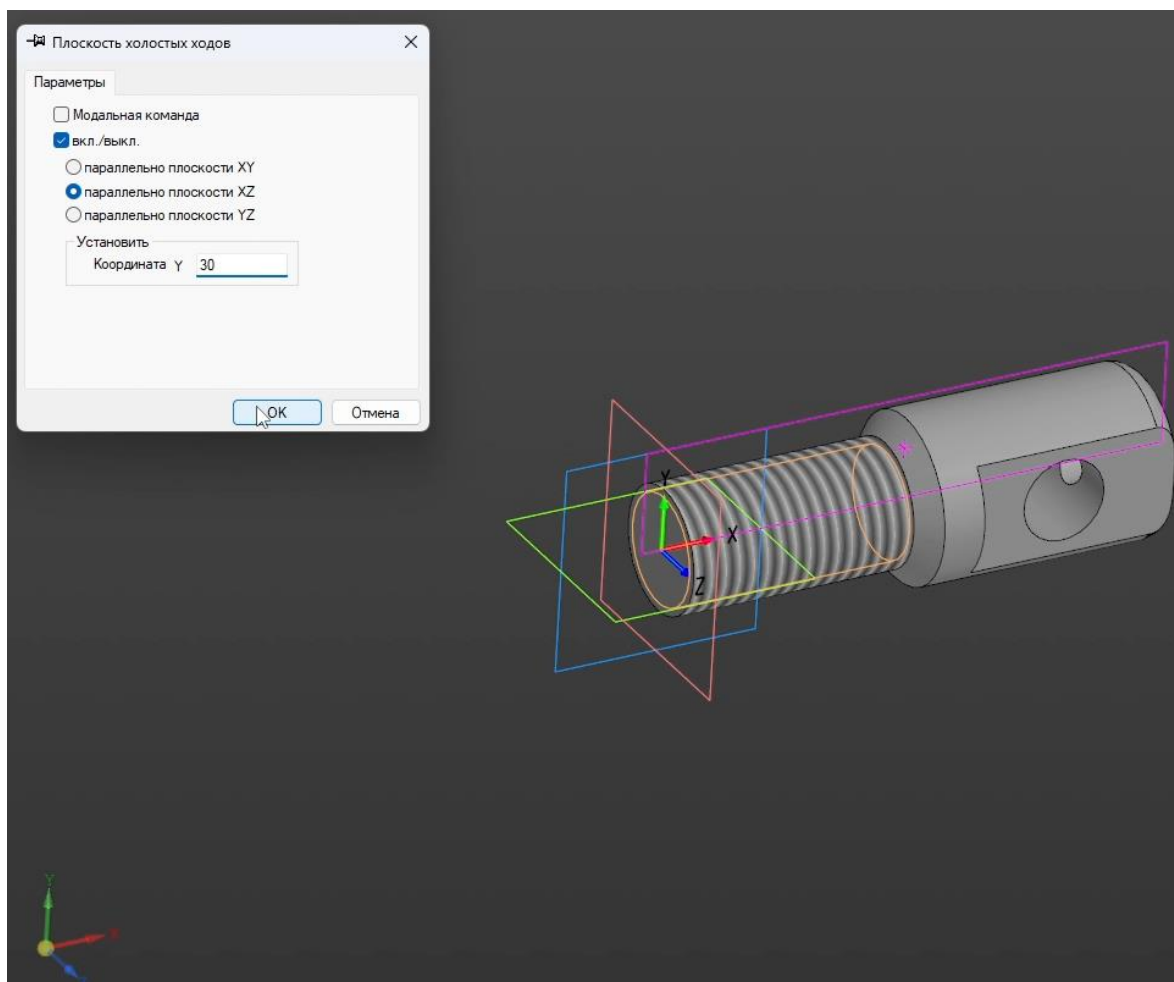 Плоскость холостых ходов
Параметры
Модальная команда
вкл./выкл.
параллельно плоскости XY
параллельно плоскости XZ
параллельно плоскости YZ
Установить
Координата Y 30
OK Отмена
Y
X
Z
Y
X